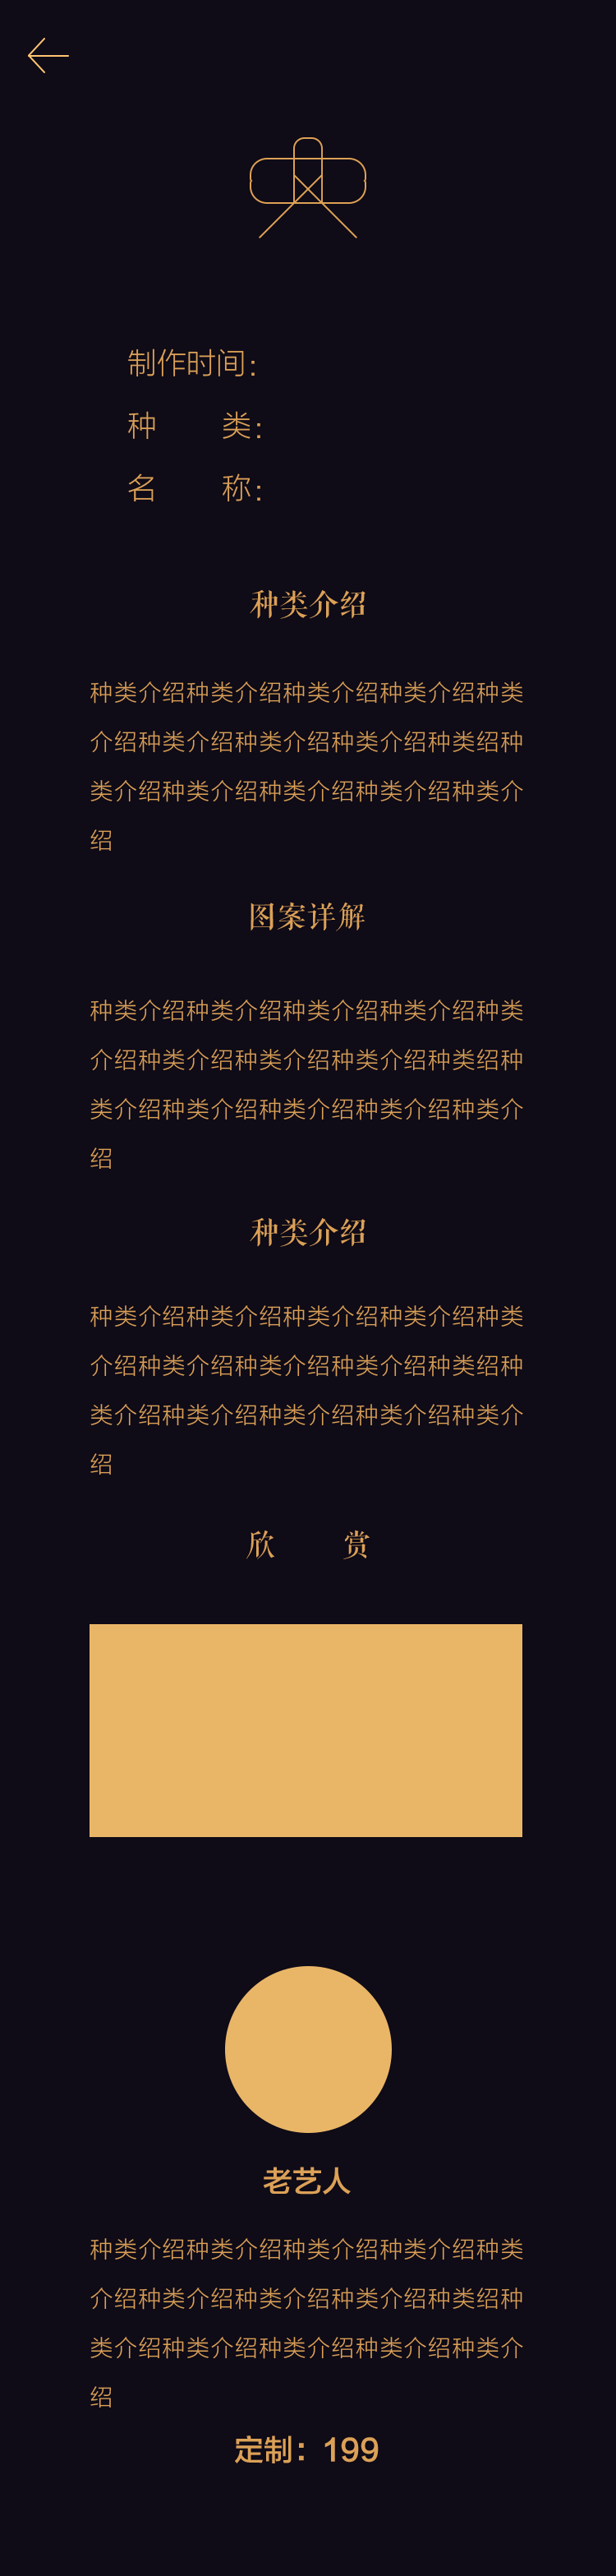 制作时间：
种　　类：
名　　称：
种类介绍
种类介绍种类介绍种类介绍种类介绍种类
介绍种类介绍种类介绍种类介绍种类绍种
类介绍种类介绍种类介绍种类介绍种类介
绍
图案详解
种类介绍种类介绍种类介绍种类介绍种类
介绍种类介绍种类介绍种类介绍种类绍种
类介绍种类介绍种类介绍种类介绍种类介
绍
种类介绍
种类介绍种类介绍种类介绍种类介绍种类
介绍种类介绍种类介绍种类介绍种类绍种
类介绍种类介绍种类介绍种类介绍种类介
绍
欣　　赏
老艺人
种类介绍种类介绍种类介绍种类介绍种类
介绍种类介绍种类介绍种类介绍种类绍种
类介绍种类介绍种类介绍种类介绍种类介
绍
定制：199